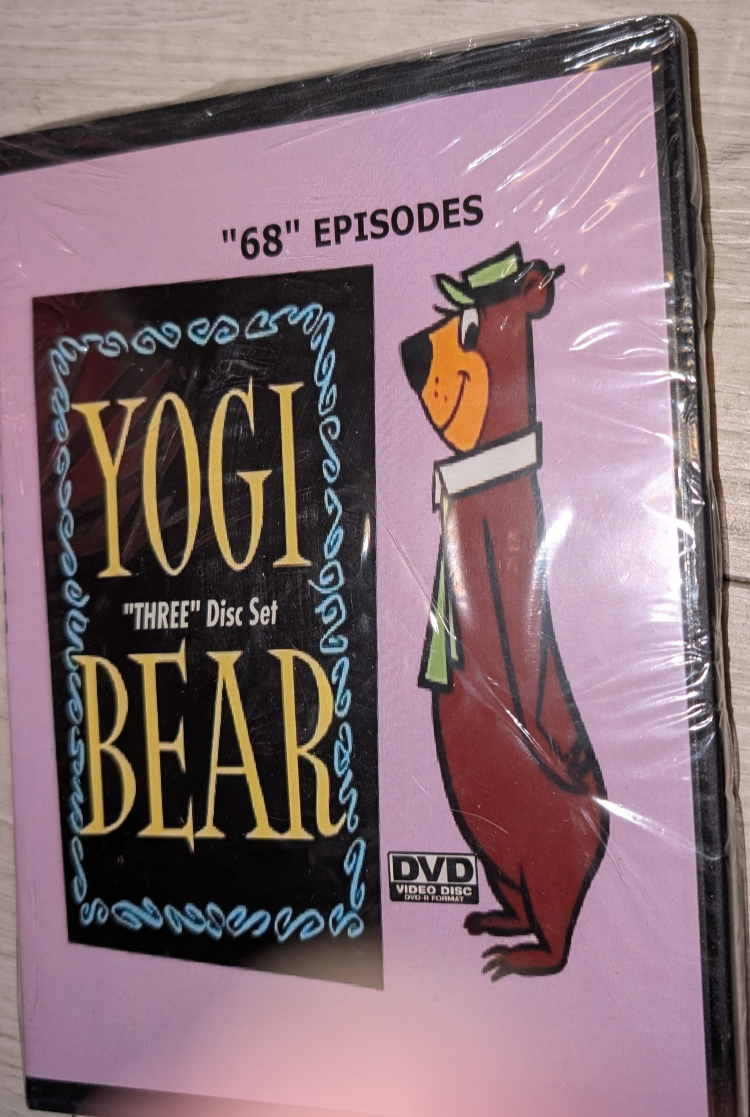 "68" EPISODES
YOGI
"THREE" Disc Set
BEAR
DVD
VIDEO DISC
DVD-R FORMAT